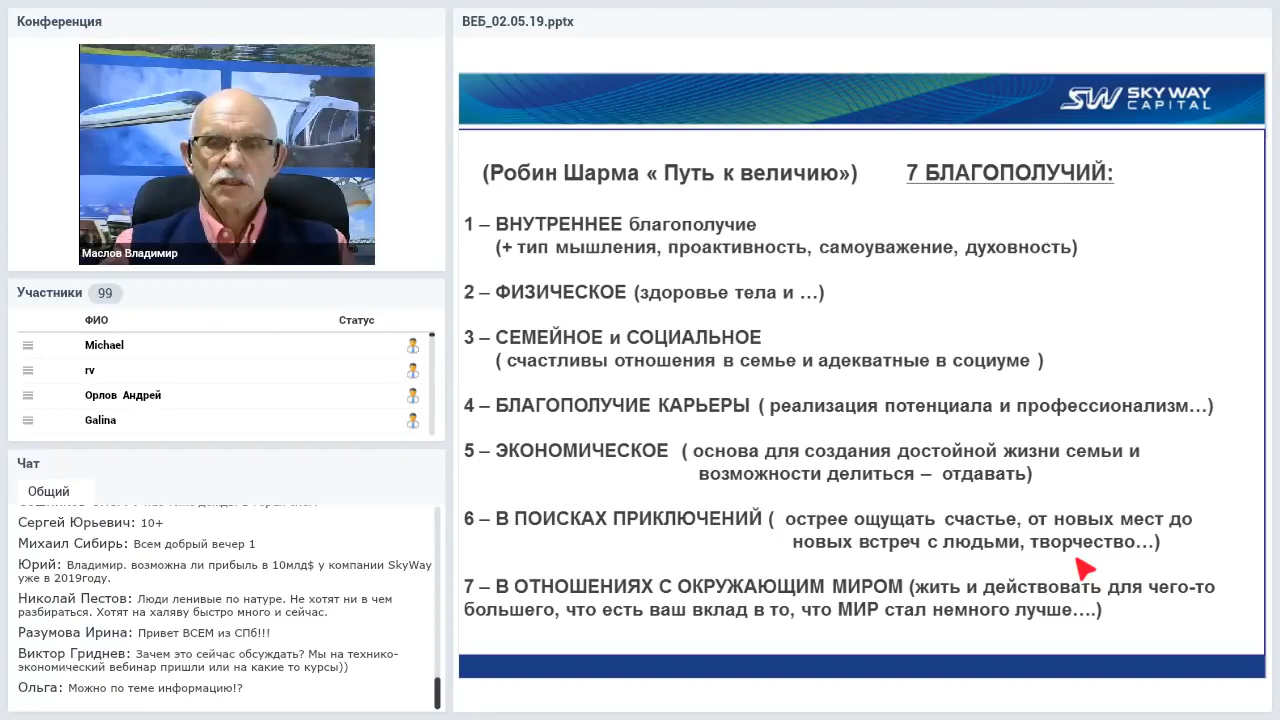 Конференция
Маслов Владимир
Участники 99
ФИО Статус
Michael
rv
Орлов Андрей
Galina
Чат
Общий
Сергей Юрьевич: 10+
Михаил Сибирь: Всем добрый вечер 1
Юрий: Владимир. возможна ли прибыль в 10млд$ у компании SkyWay
уже в 2019году.
Николай Пестов: Люди ленивые по натуре. Не хотят ни в чем
разбираться. Хотят на халяву быстро много и сейчас.
Разумова Ирина: Привет ВСЕМ из СПб!!!
Виктор Гриднев: Зачем это сейчас обсуждать? Мы на технико-
экономический вебинар пришли или на какие то курсы))
Ольга: Можно по теме информацию!?
ВЕБ_02.05.19.pptx
SW SKY WAY
CAPITAL
(Робин Шарма « Путь к величию») 7 БЛАГОПОЛУЧИЙ:
1 – ВНУТРЕННЕЕ благополучие
(+ тип мышления, проактивность, самоуважение, духовность)
2 – ФИЗИЧЕСКОЕ (здоровье тела и …)
3 – СЕМЕЙНОЕ и СОЦИАЛЬНОЕ
( счастливы отношения в семье и адекватные в социуме )
4 – БЛАГОПОЛУЧИЕ КАРЬЕРЫ ( реализация потенциала и профессионализм…)
5 – ЭКОНОМИЧЕСКОЕ ( основа для создания достойной жизни семьи и
возможности делиться – отдавать)
6 – В ПОИСКАХ ПРИКЛЮЧЕНИЙ ( острее ощущать счастье, от новых мест до
новых встреч с людьми, творчество…)
7 – В ОТНОШЕНИЯХ С ОКРУЖАЮЩИМ МИРОМ (жить и действовать для чего-то
большего, что есть ваш вклад в то, что МИР стал немного лучше….)